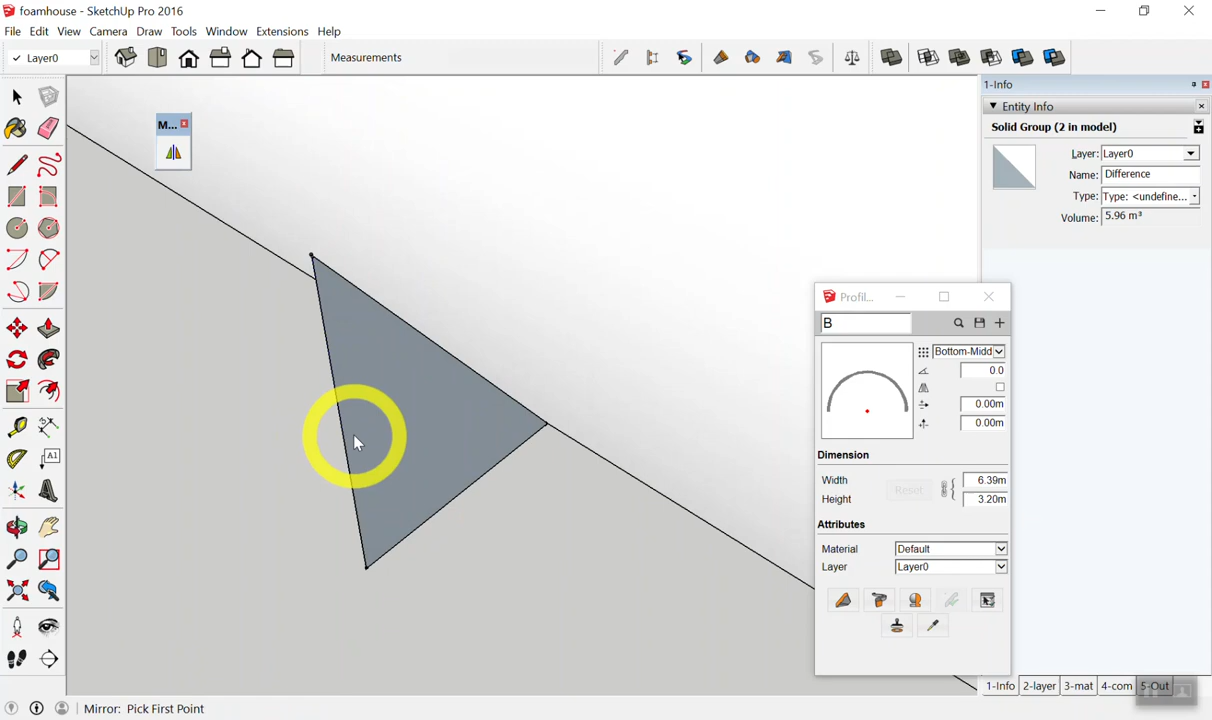 foamhouse - SketchUp Pro 2016
File Edit View Camera Draw Tools Window Extensions Help
Layer0
Measurements
M...
A1
1-Info
Entity Info
Solid Group (2 in model)
Layer: Layer0
Name: Difference
Type: Type: <undefine...
Volume: 5.96 m³
Profil...
B
Bottom-Midd
0.0
0.00m
0.00m
Dimension
Width Reset 6.39m
Height 3.20m
Attributes
Material Default
Layer Layer0
1-Info 2-layer 3-mat 4-com 5-Out
Mirror: Pick First Point